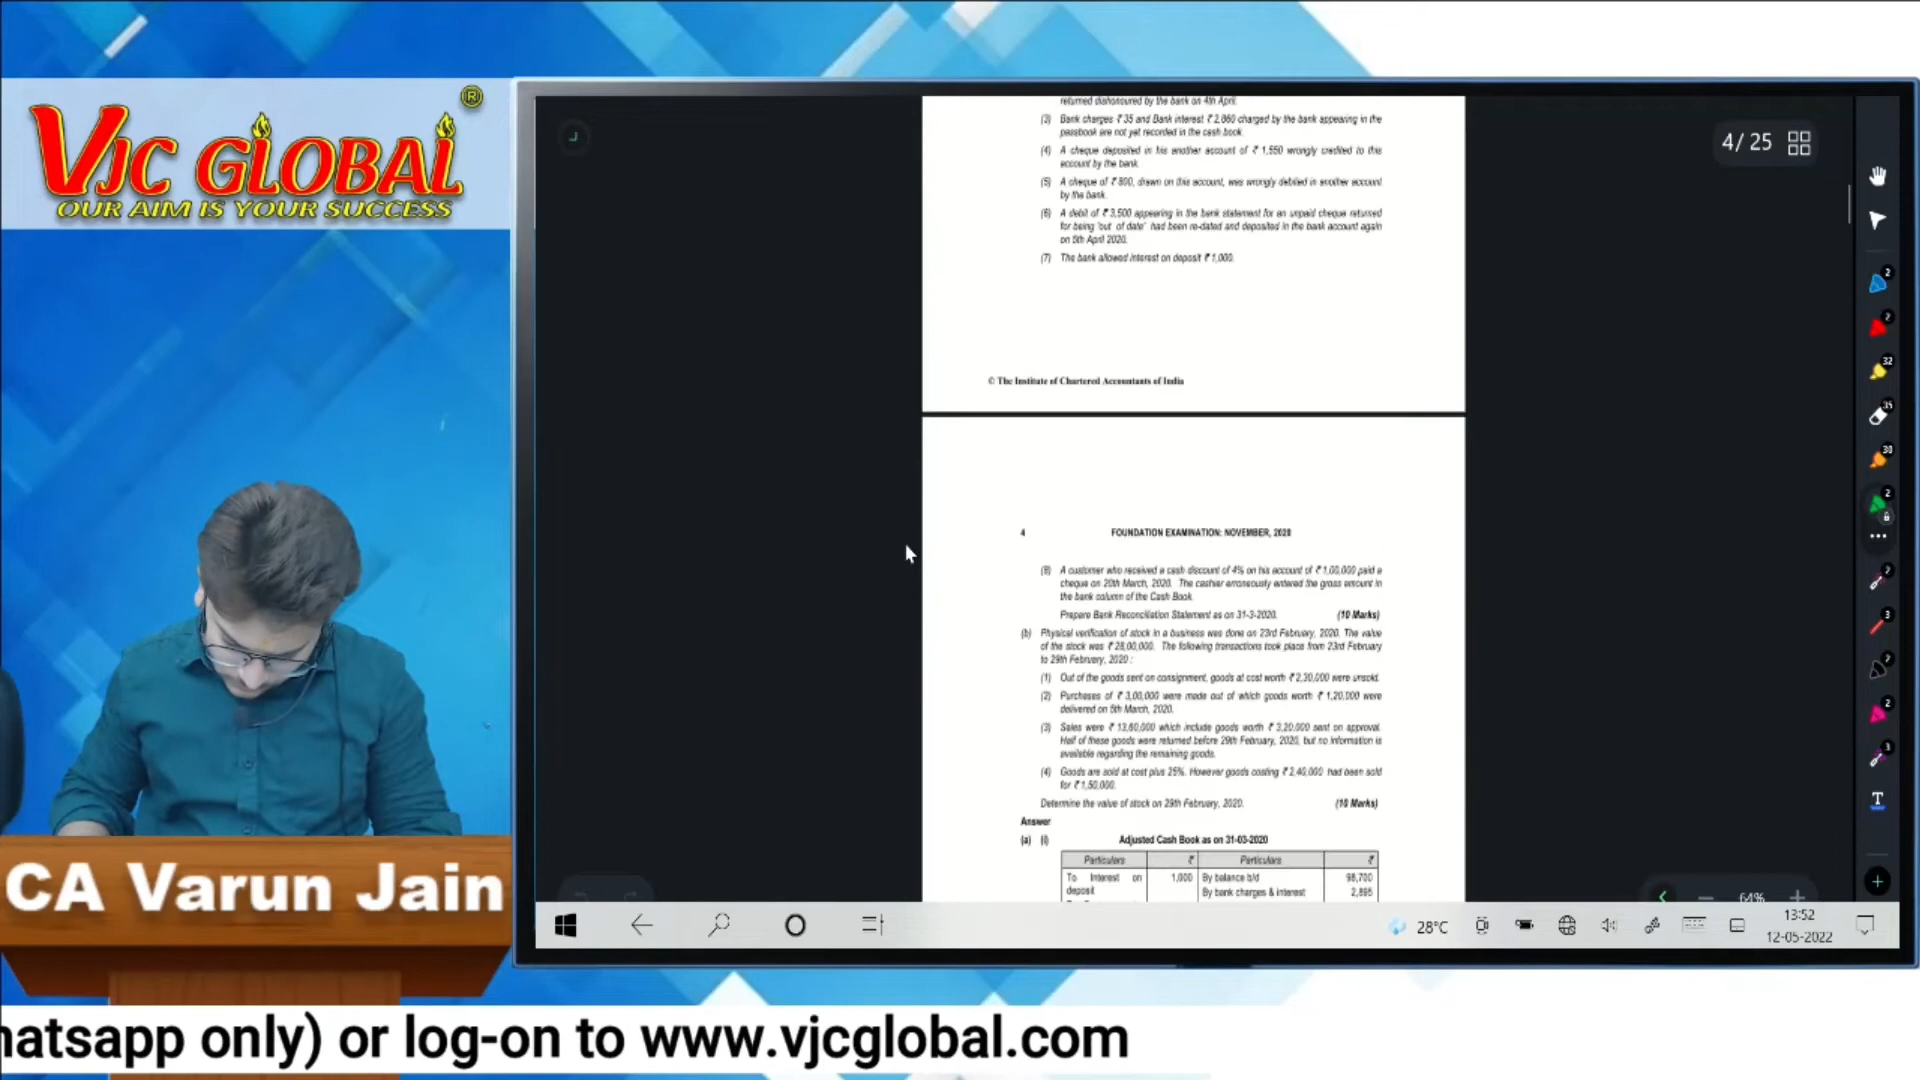 VJC GLOBAL
®
OUR AIM IS YOUR SUCCESS
returned dishonoured by the bank on 4th April.
(3) Bank charges ₹ 35 and Bank interest ₹ 2,860 charged by the bank appearing in the
passbook are not yet recorded in the cash book.
(4) A cheque deposited in his another account of ₹ 1,550 wrongly credited to this
account by the bank.
(5) A cheque of ₹ 800, drawn on this account, was wrongly debited in another account
by the bank.
(6) A debit of ₹ 3,500 appearing in the bank statement for an unpaid cheque returned
for being 'out of date' had been re-dated and deposited in the bank account again
on 5th April 2020.
(7) The bank allowed interest on deposit ₹ 1,000.
© The Institute of Chartered Accountants of India
4 FOUNDATION EXAMINATION: NOVEMBER, 2020
(8) A customer who received a cash discount of 4% on his account of ₹ 1,00,000 paid a
cheque on 20th March, 2020. The cashier erroneously entered the gross amount in
the bank column of the Cash Book.
Prepare Bank Reconciliation Statement as on 31-3-2020. (10 Marks)
(b) Physical verification of stock in a business was done on 23rd February, 2020. The value
of the stock was ₹ 28,00,000. The following transactions took place from 23rd February
to 29th February, 2020 :
(1) Out of the goods sent on consignment, goods at cost worth ₹ 2,30,000 were unsold.
(2) Purchases of ₹ 3,00,000 were made out of which goods worth ₹ 1,20,000 were
delivered on 5th March, 2020.
(3) Sales were ₹ 13,60,000 which include goods worth ₹ 3,20,000 sent on approval.
Half of these goods were returned before 29th February, 2020, but no information is
available regarding the remaining goods.
(4) Goods are sold at cost plus 25%. However goods costing ₹ 2,40,000 had been sold
for ₹ 1,50,000.
Determine the value of stock on 29th February, 2020. (10 Marks)
Answer
(a) (i) Adjusted Cash Book as on 31-03-2020
Particulars ₹ Particulars ₹
To Interest on 1,000 By balance b/d 98,700
deposit By bank charges & interest 2,895
4/ 25
2
2
32
35
30
2
2
3
2
2
3
T
64%
28°C
13:52
12-05-2022
CA Varun Jain
hatsapp only) or log-on to www.vjcglobal.com